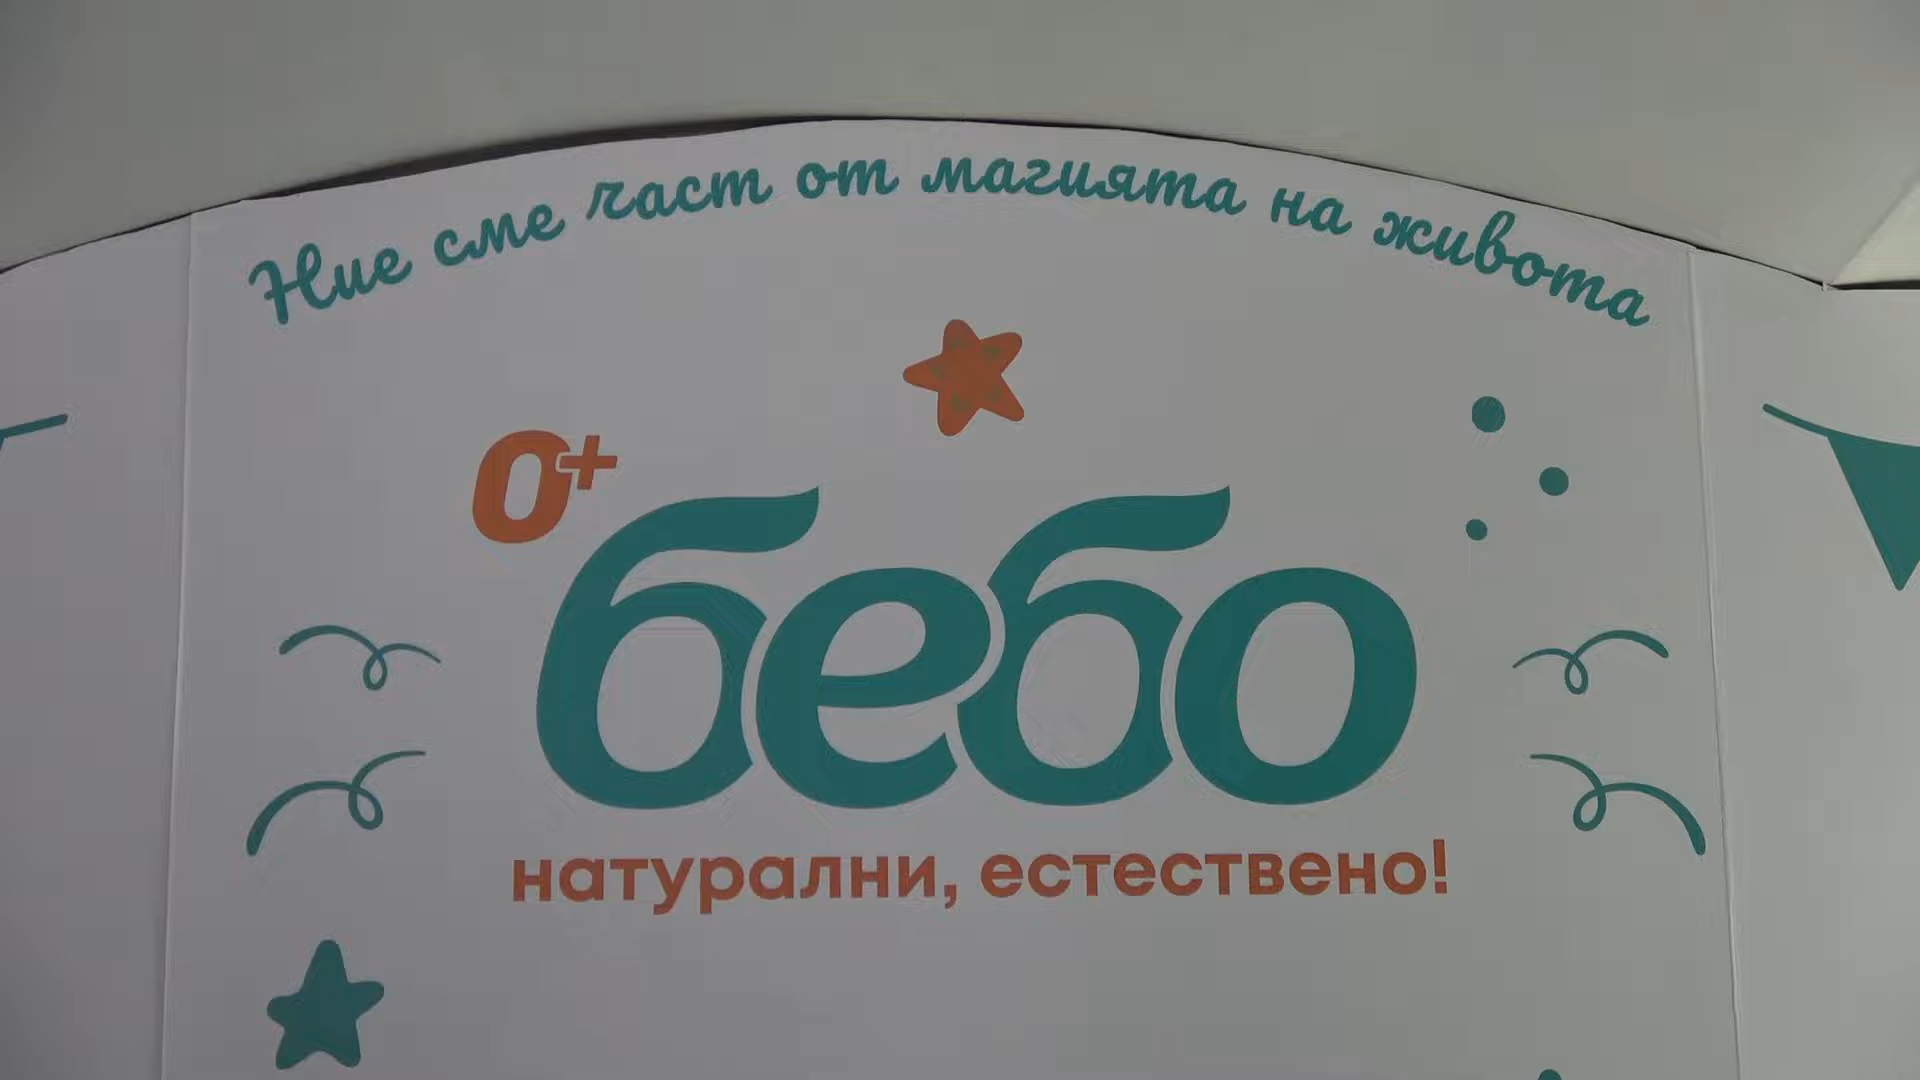 Ние сме част от магията на живота
0+
бебо
натурални, естествено!